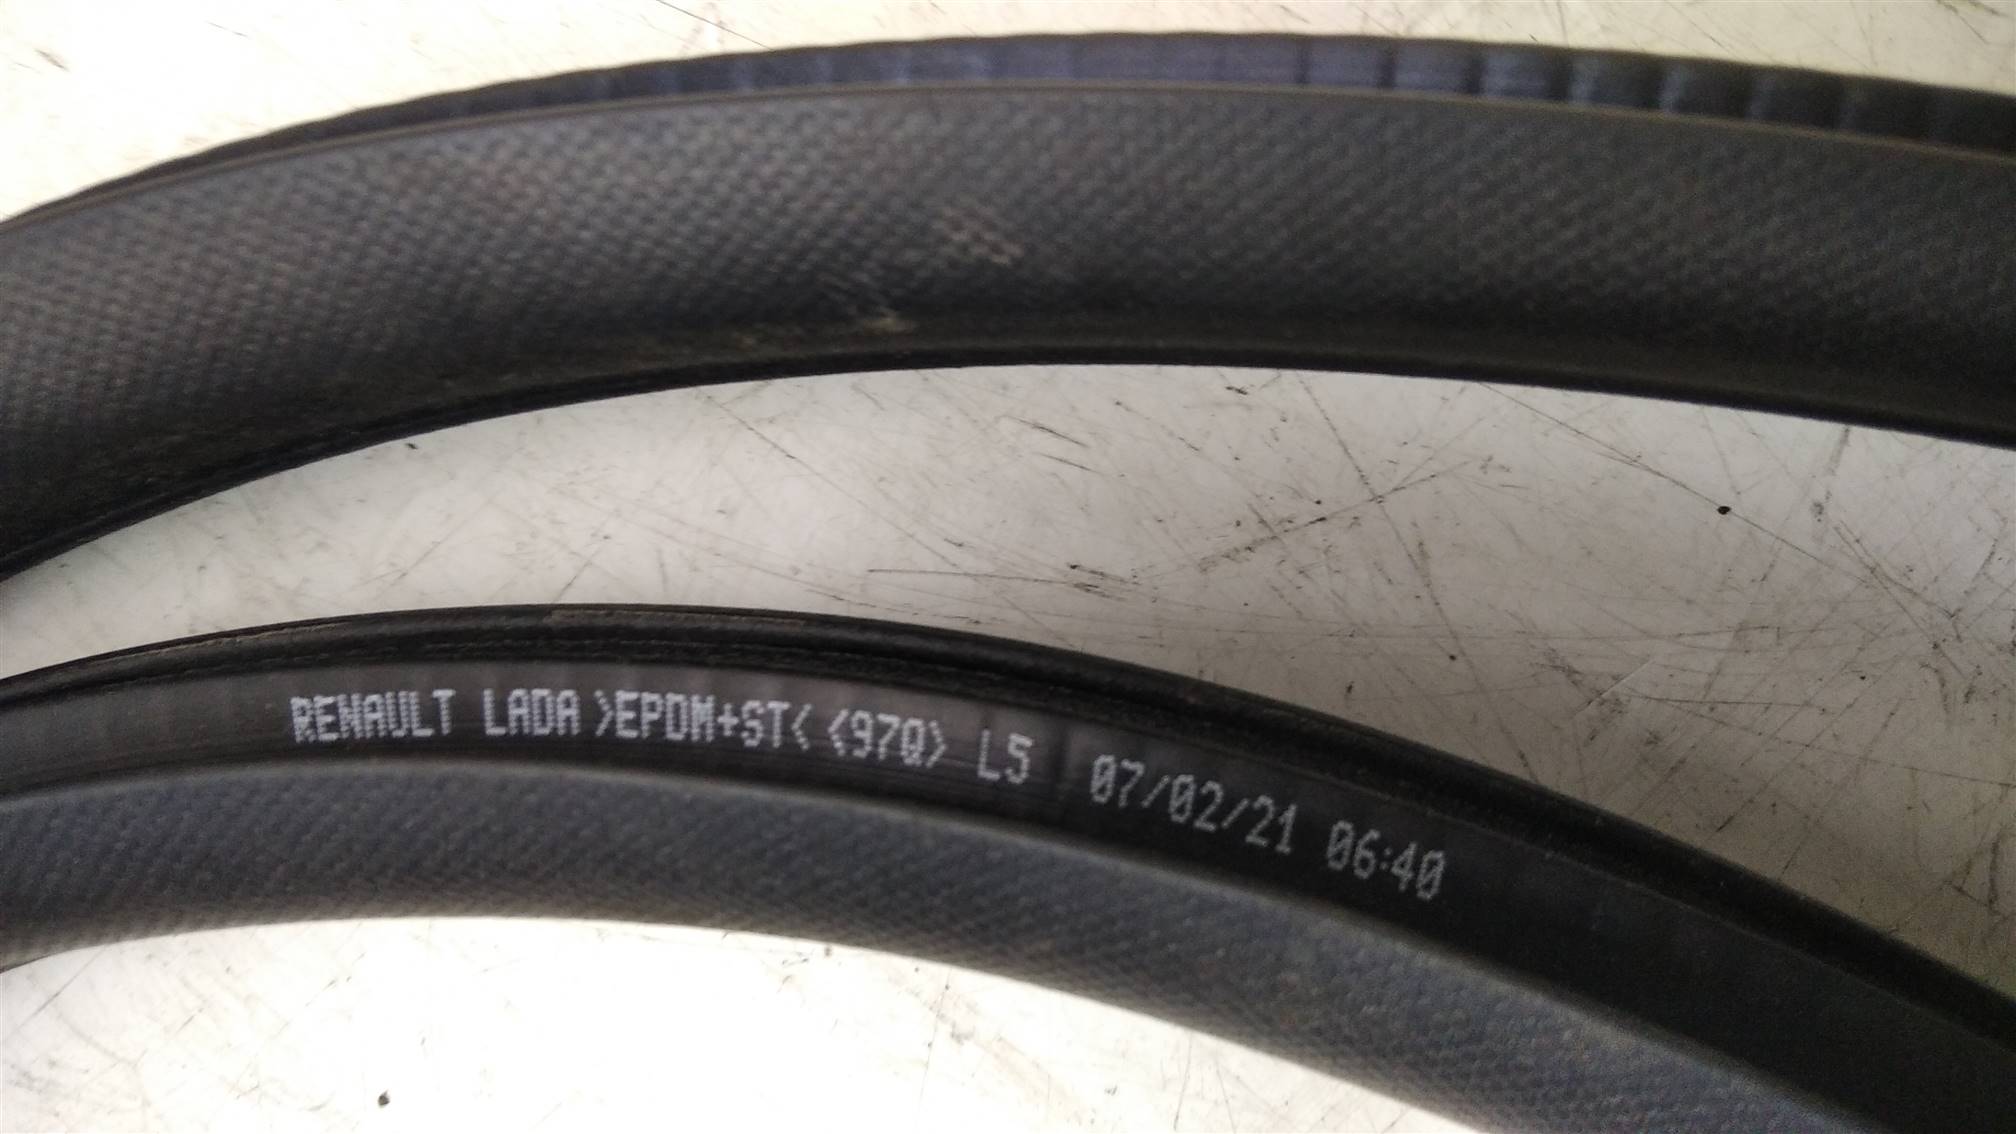 RENAULT LADA >EPDM+ST< <97Q> L5 07/02/21 06:40